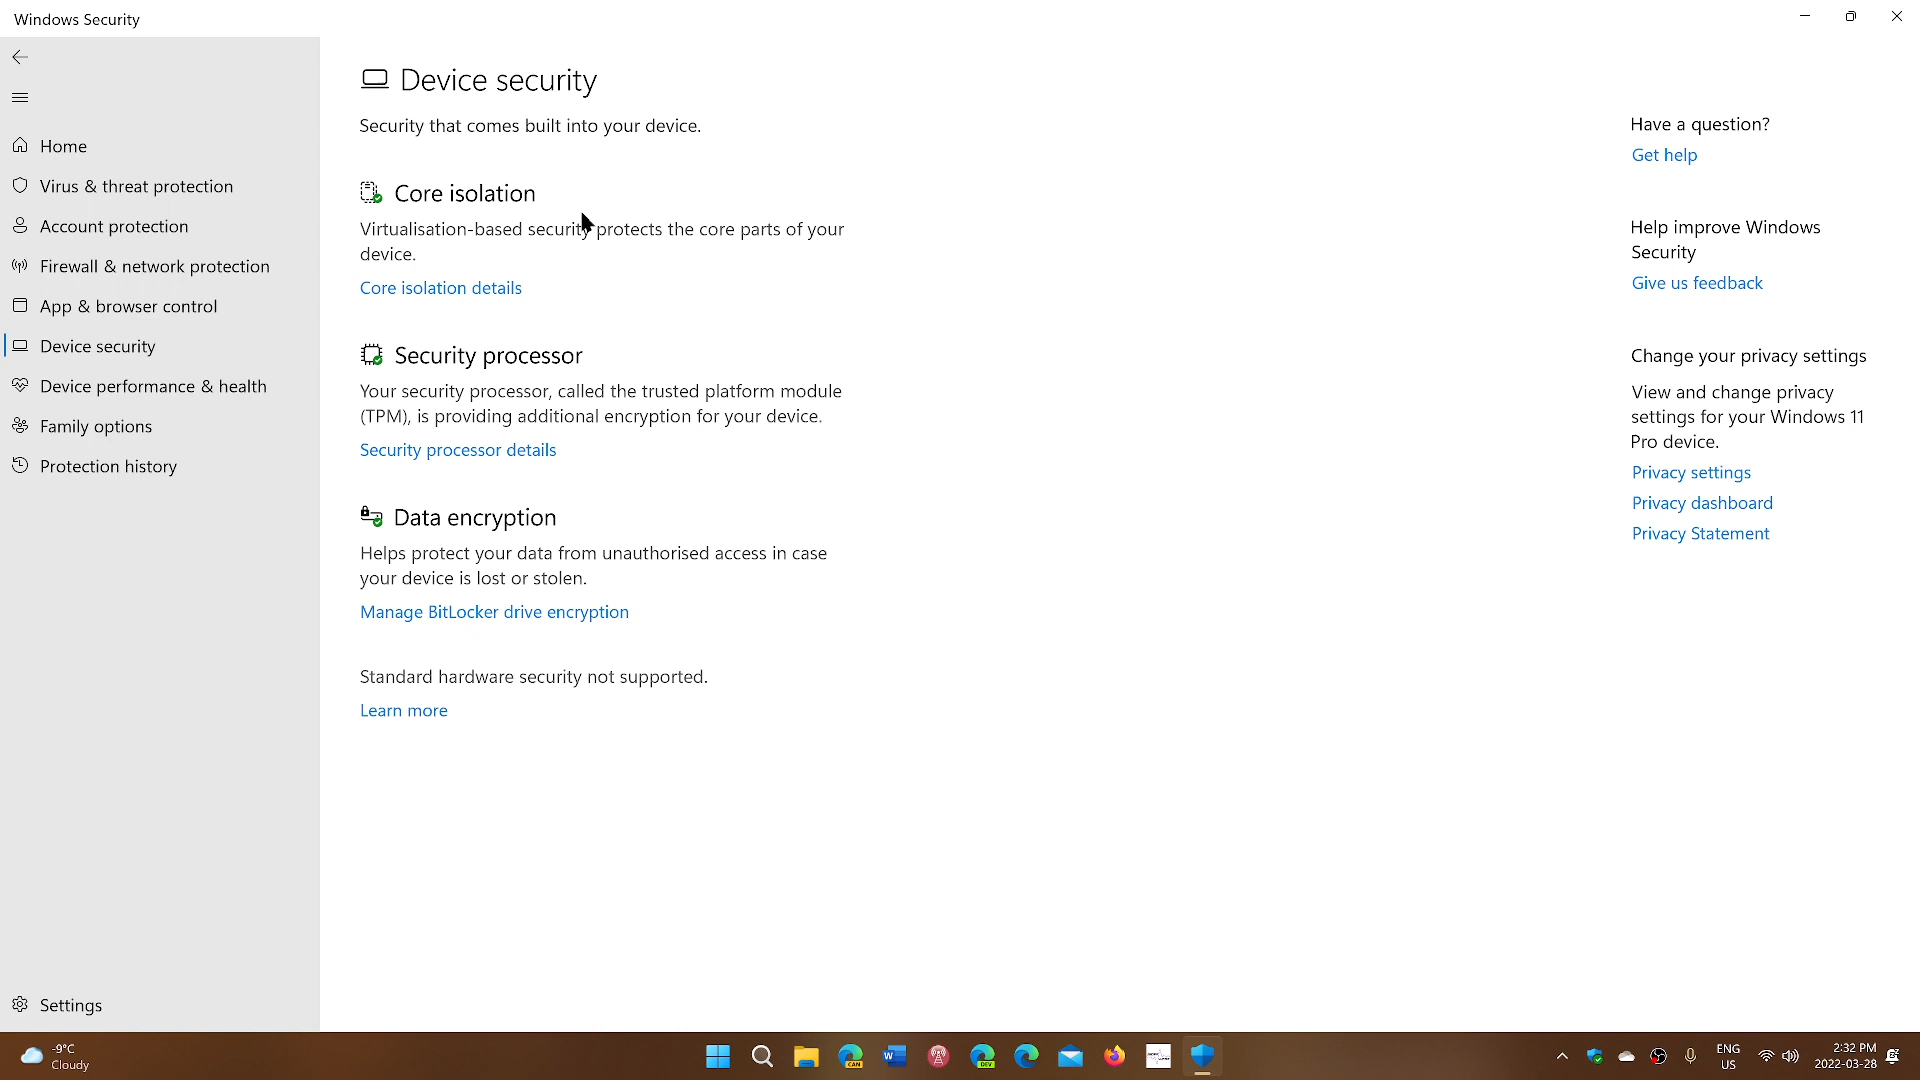 Windows Security
Home
Virus & threat protection
Account protection
Firewall & network protection
App & browser control
Device security
Device performance & health
Family options
Protection history
Settings
Device security
Security that comes built into your device.
Core isolation
Virtualisation-based security protects the core parts of your
device.
Core isolation details
Security processor
Your security processor, called the trusted platform module
(TPM), is providing additional encryption for your device.
Security processor details
Data encryption
Helps protect your data from unauthorised access in case
your device is lost or stolen.
Manage BitLocker drive encryption
Standard hardware security not supported.
Learn more
Have a question?
Get help
Help improve Windows
Security
Give us feedback
Change your privacy settings
View and change privacy
settings for your Windows 11
Pro device.
Privacy settings
Privacy dashboard
Privacy Statement
-9°C
Cloudy
CAN
W
DEV
ENG
US
2:32 PM
2022-03-28